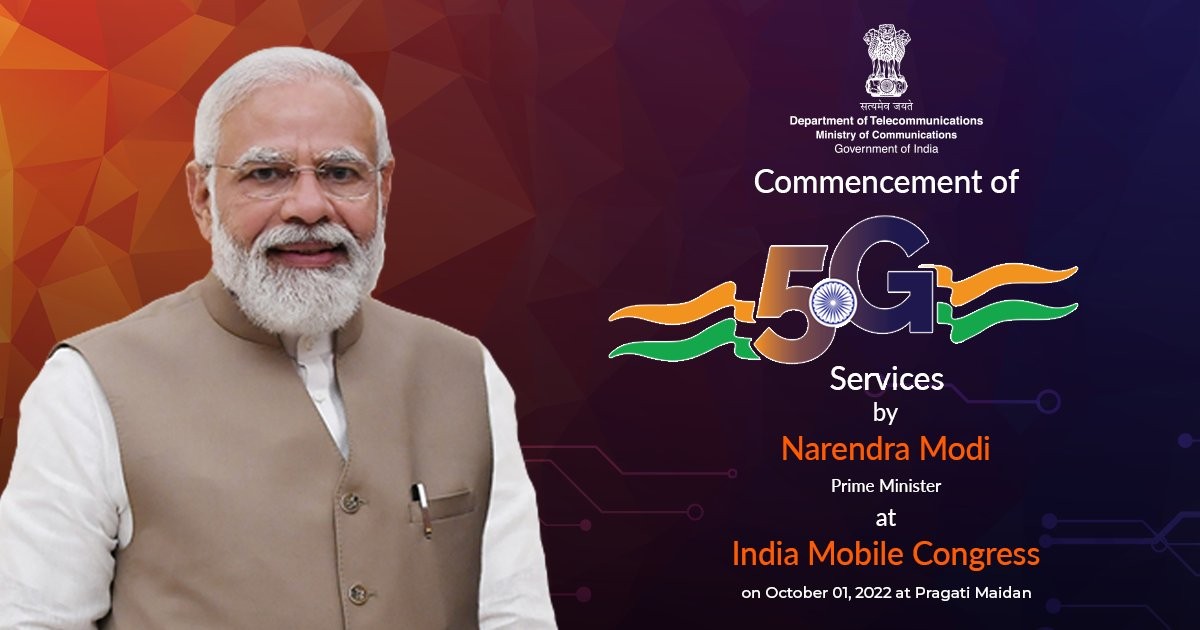 सत्यमेव जयते
Department of Telecommunications
Ministry of Communications
Government of India
Commencement of
5G
Services
by
Narendra Modi
Prime Minister
at
India Mobile Congress
on October 01, 2022 at Pragati Maidan